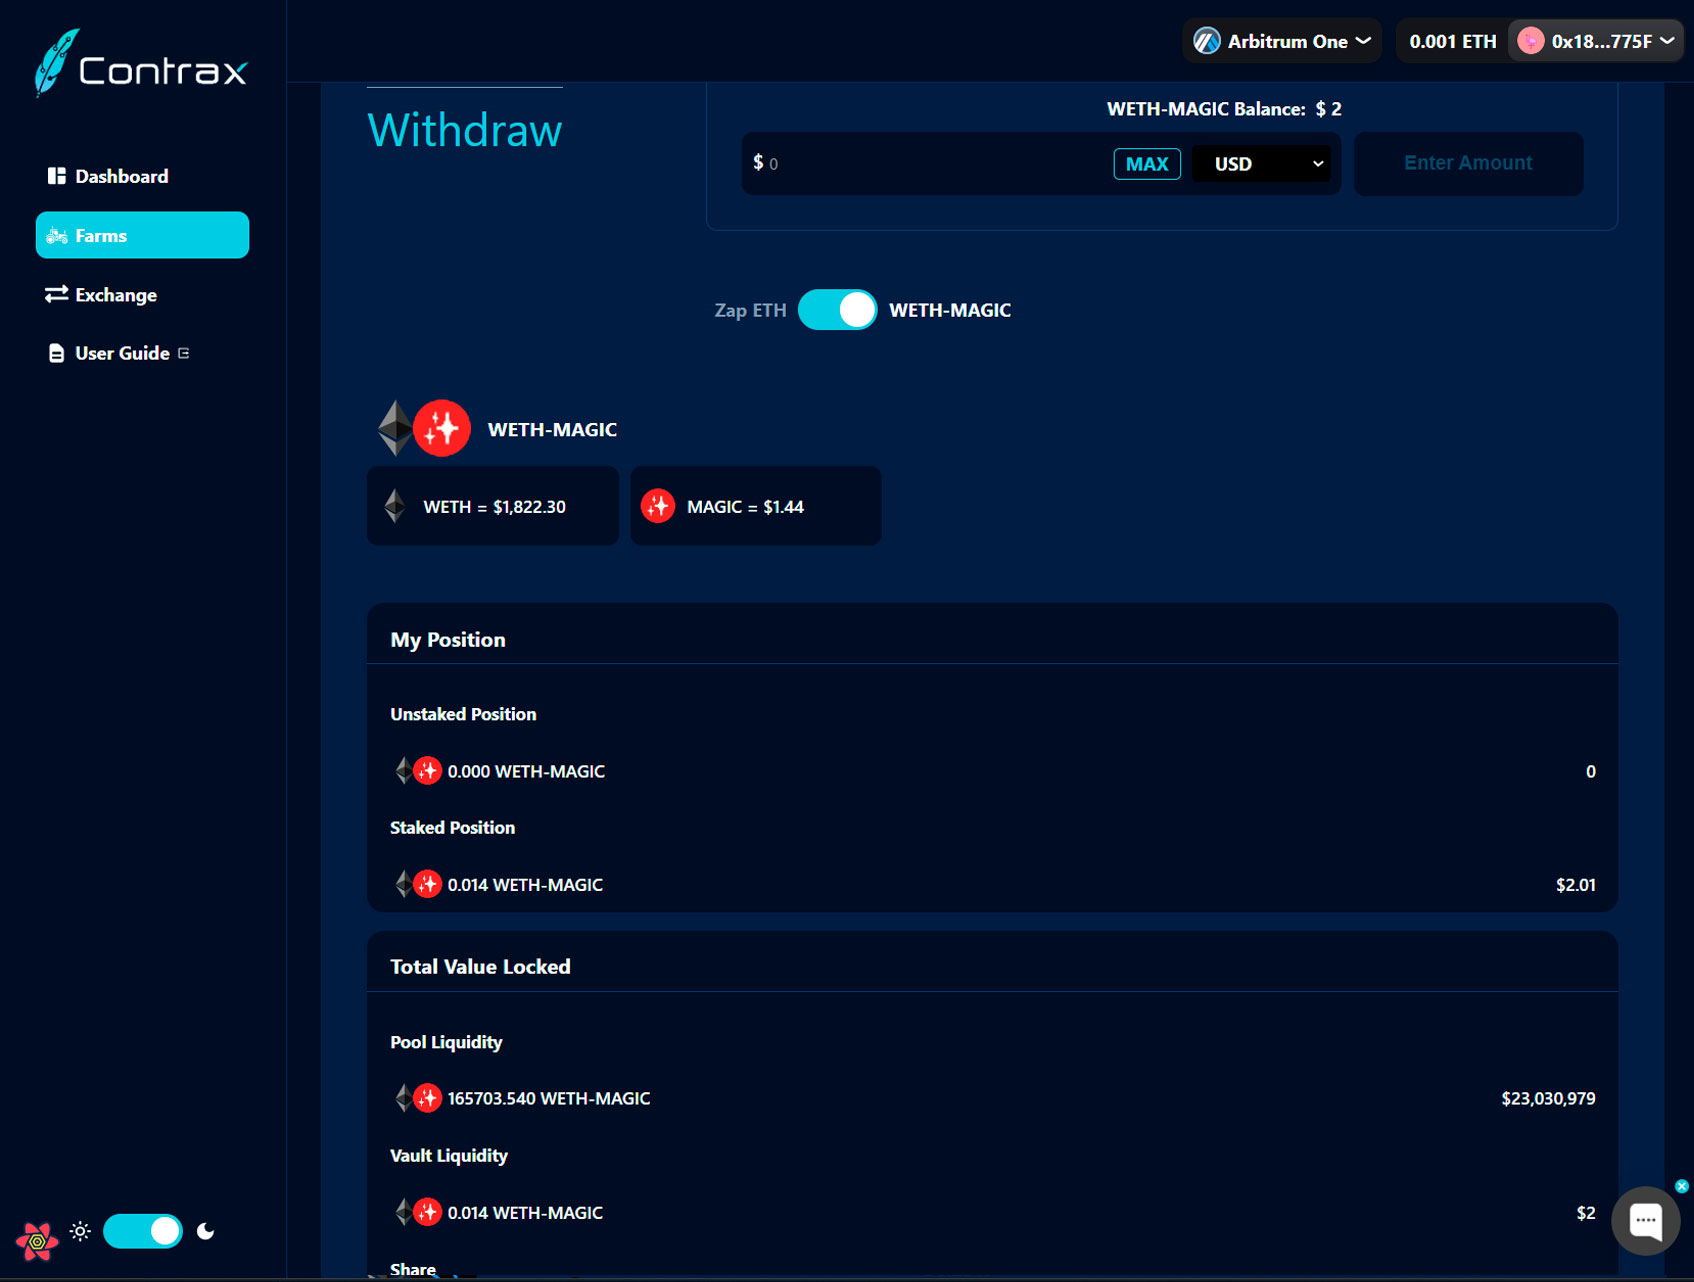 Contrax
Arbitrum One
0.001 ETH
0x18...775F
Dashboard
Farms
Exchange
User Guide
Withdraw
WETH-MAGIC Balance: $ 2
$ 0
MAX
USD
Enter Amount
Zap ETH
WETH-MAGIC
WETH-MAGIC
WETH = $1,822.30
MAGIC = $1.44
My Position
Unstaked Position
0.000 WETH-MAGIC
0
Staked Position
0.014 WETH-MAGIC
$2.01
Total Value Locked
Pool Liquidity
165703.540 WETH-MAGIC
$23,030,979
Vault Liquidity
0.014 WETH-MAGIC
$2
Share